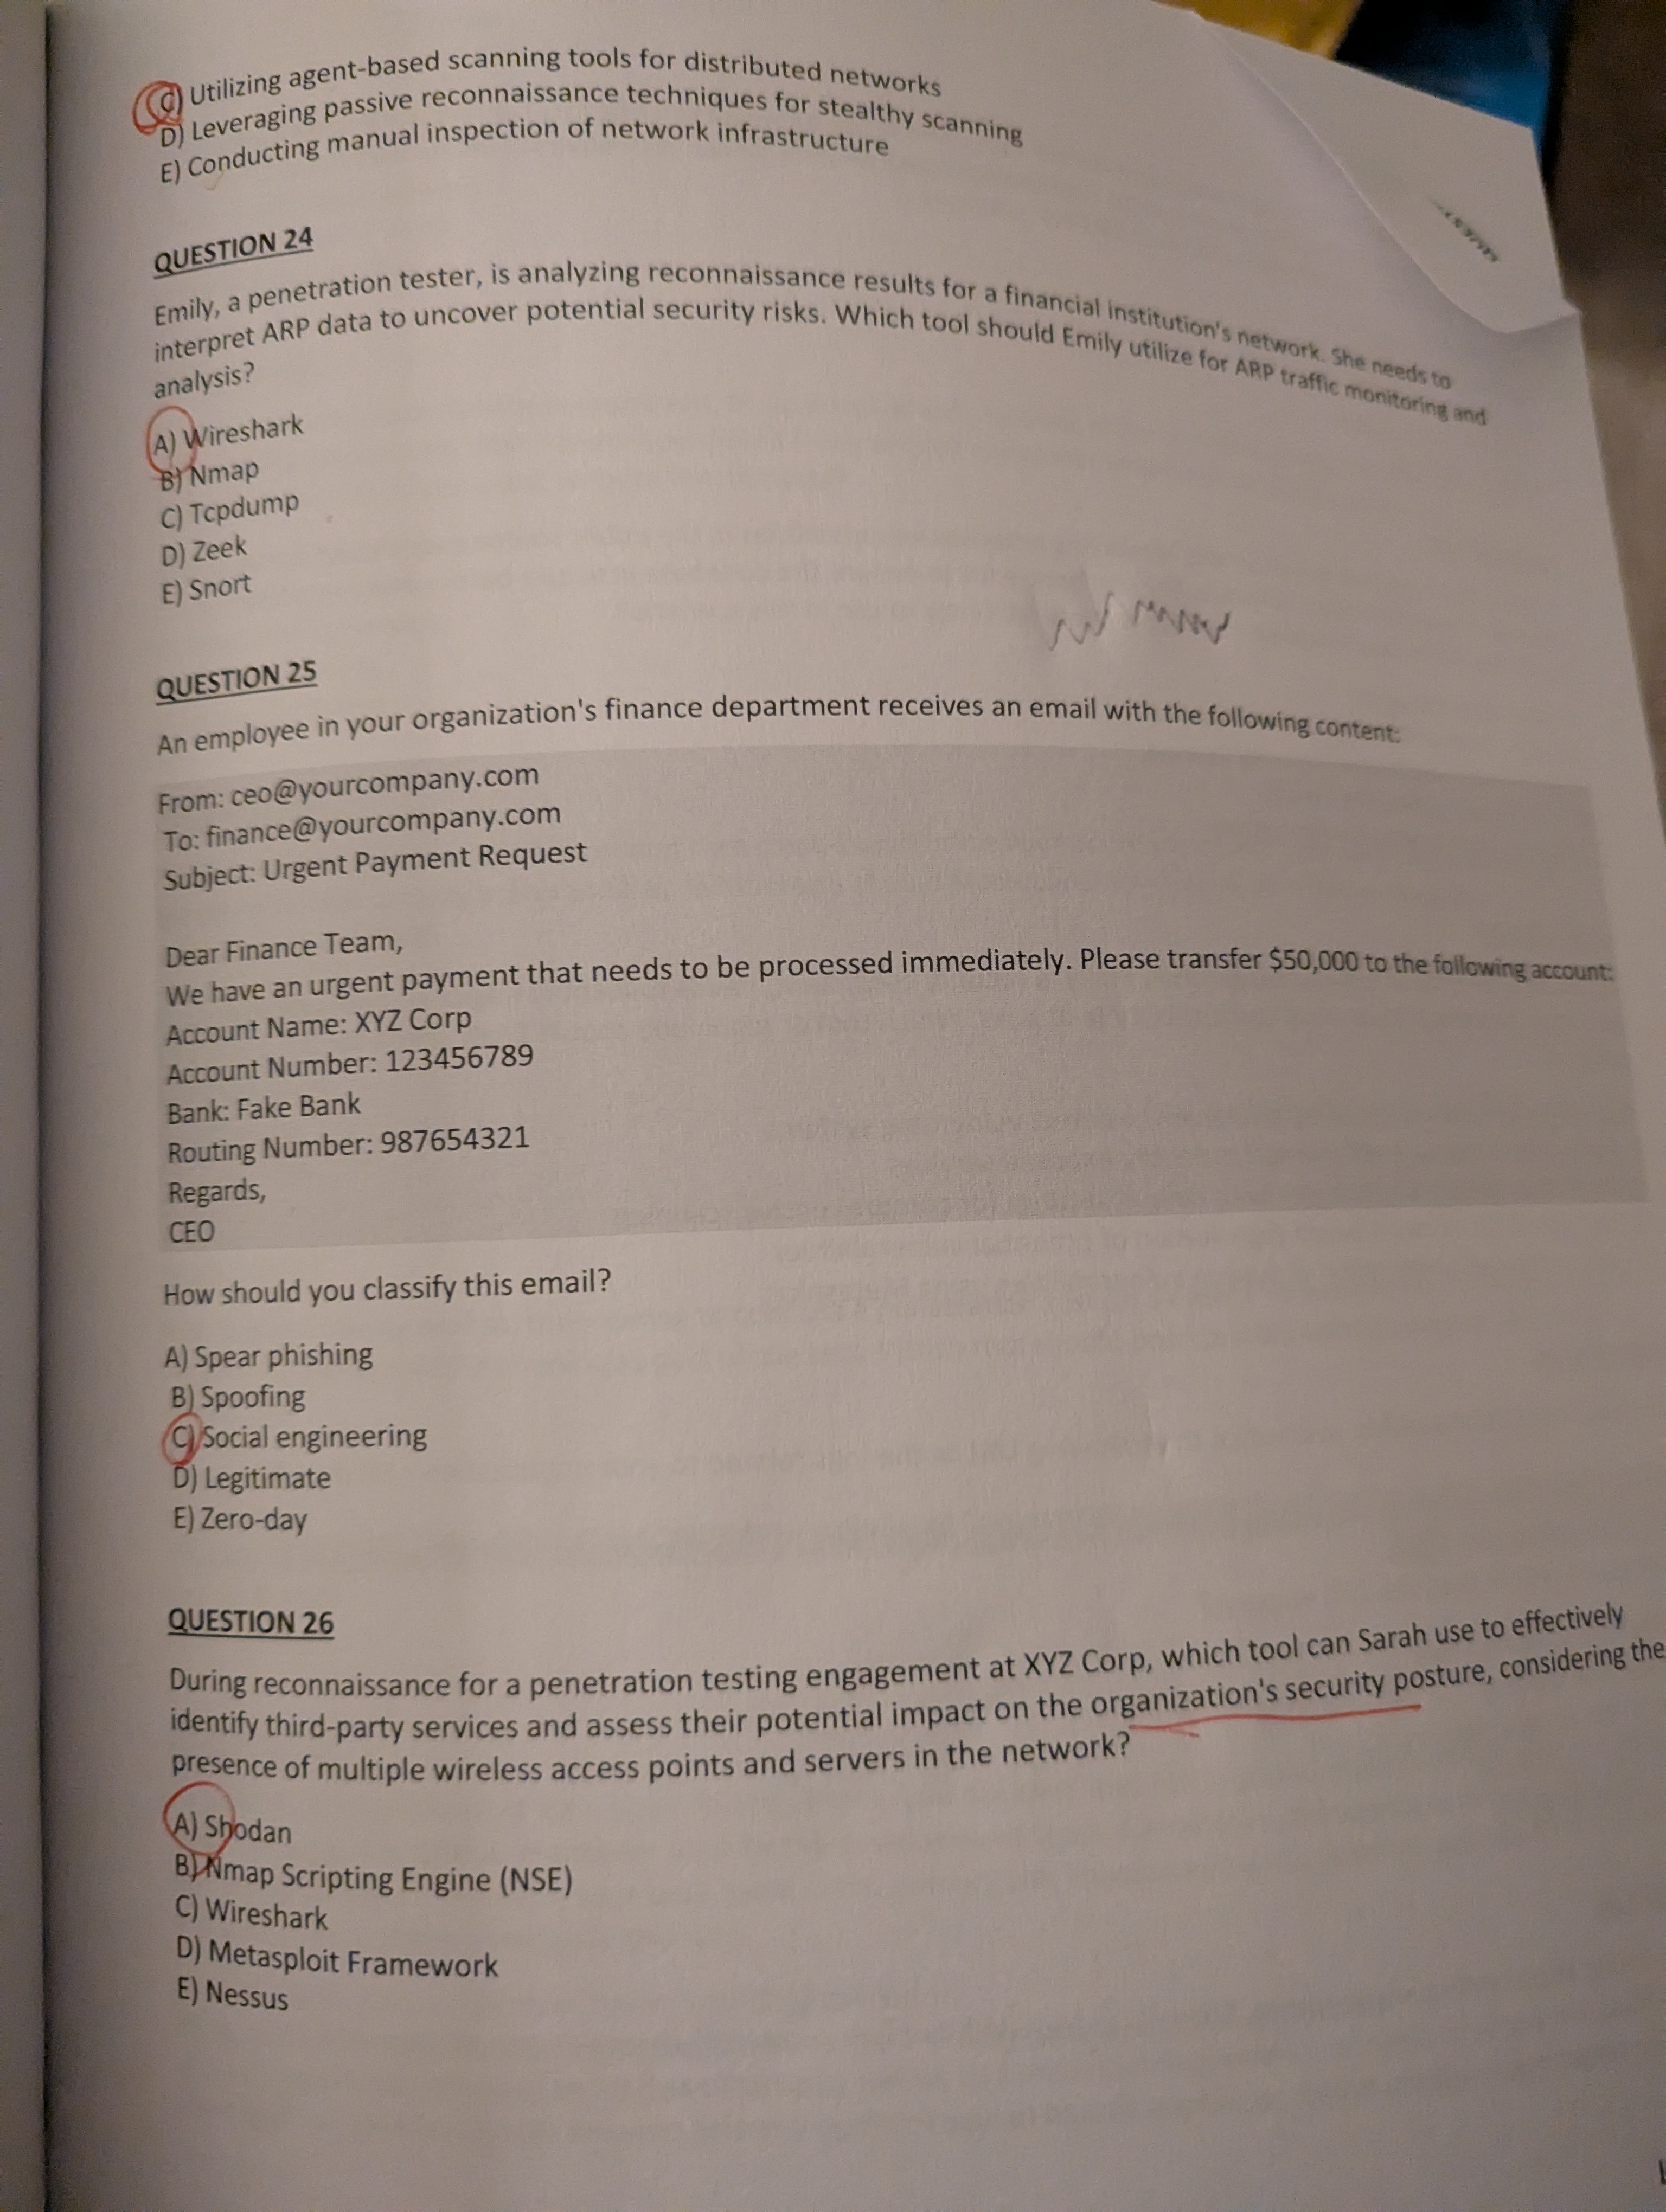 C) Utilizing agent-based scanning tools for distributed networks
D) Leveraging passive reconnaissance techniques for stealthy scanning
E) Conducting manual inspection of network infrastructure
QUESTION 24
Emily, a penetration tester, is analyzing reconnaissance results for a financial institution's network. She needs to
interpret ARP data to uncover potential security risks. Which tool should Emily utilize for ARP traffic monitoring and
analysis?
A) Wireshark
B) Nmap
C) Tcpdump
D) Zeek
E) Snort
QUESTION 25
An employee in your organization's finance department receives an email with the following content:
From: ceo@yourcompany.com
To: finance@yourcompany.com
Subject: Urgent Payment Request
Dear Finance Team,
We have an urgent payment that needs to be processed immediately. Please transfer $50,000 to the following account:
Account Name: XYZ Corp
Account Number: 123456789
Bank: Fake Bank
Routing Number: 987654321
Regards,
CEO
How should you classify this email?
A) Spear phishing
B) Spoofing
C) Social engineering
D) Legitimate
E) Zero-day
QUESTION 26
During reconnaissance for a penetration testing engagement at XYZ Corp, which tool can Sarah use to effectively
identify third-party services and assess their potential impact on the organization's security posture, considering the
presence of multiple wireless access points and servers in the network?
A) Shodan
B) Nmap Scripting Engine (NSE)
C) Wireshark
D) Metasploit Framework
E) Nessus